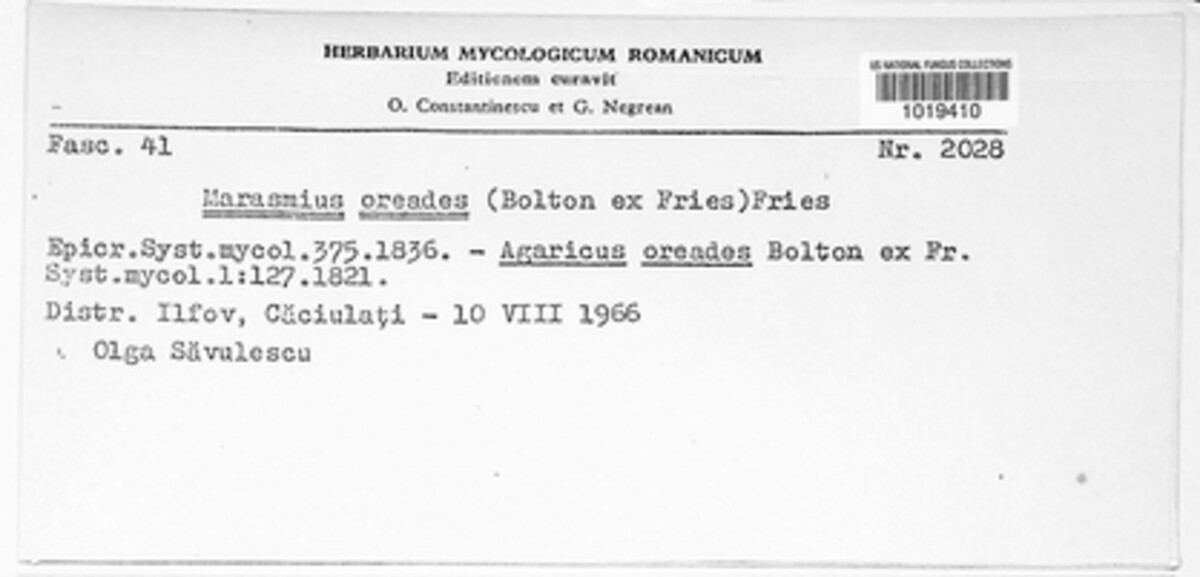 HERBARIUM MYCOLOGICUM ROMANICUM
Editionem curavit
O. Constantinescu et G. Negrean
US NATIONAL FUNGUS COLLECTIONS
1019410
Fasc. 41
Nr. 2028
Marasmius oreades (Bolton ex Fries)Fries
Epicr.Syst.mycol.375.1836. - Agaricus oreades Bolton ex Fr.
Syst.mycol.1:127.1821.
Distr. Ilfov, Căciulați - 10 VIII 1966
Olga Săvulescu